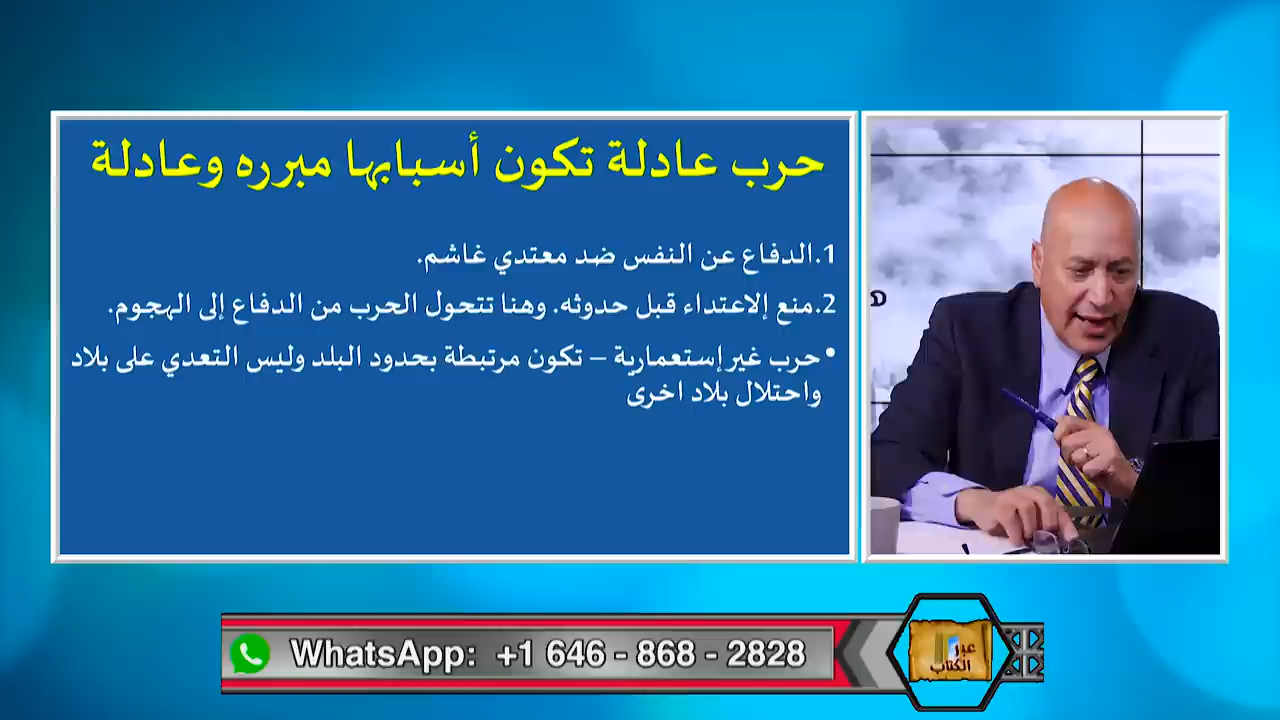 حرب عادلة تكون أسبابها مبرره وعادلة
1.الدفاع عن النفس ضد معتدي غاشم.
2.منع إلاعتداء قبل حدوثه. وهنا تتحول الحرب من الدفاع إلى الهجوم.
•حرب غير إستعمارية – تكون مرتبطة بحدود البلد وليس التعدي على بلاد
واحتلال بلاد اخرى
WhatsApp: +1 646 - 868 - 2828
عبر
الكتاب